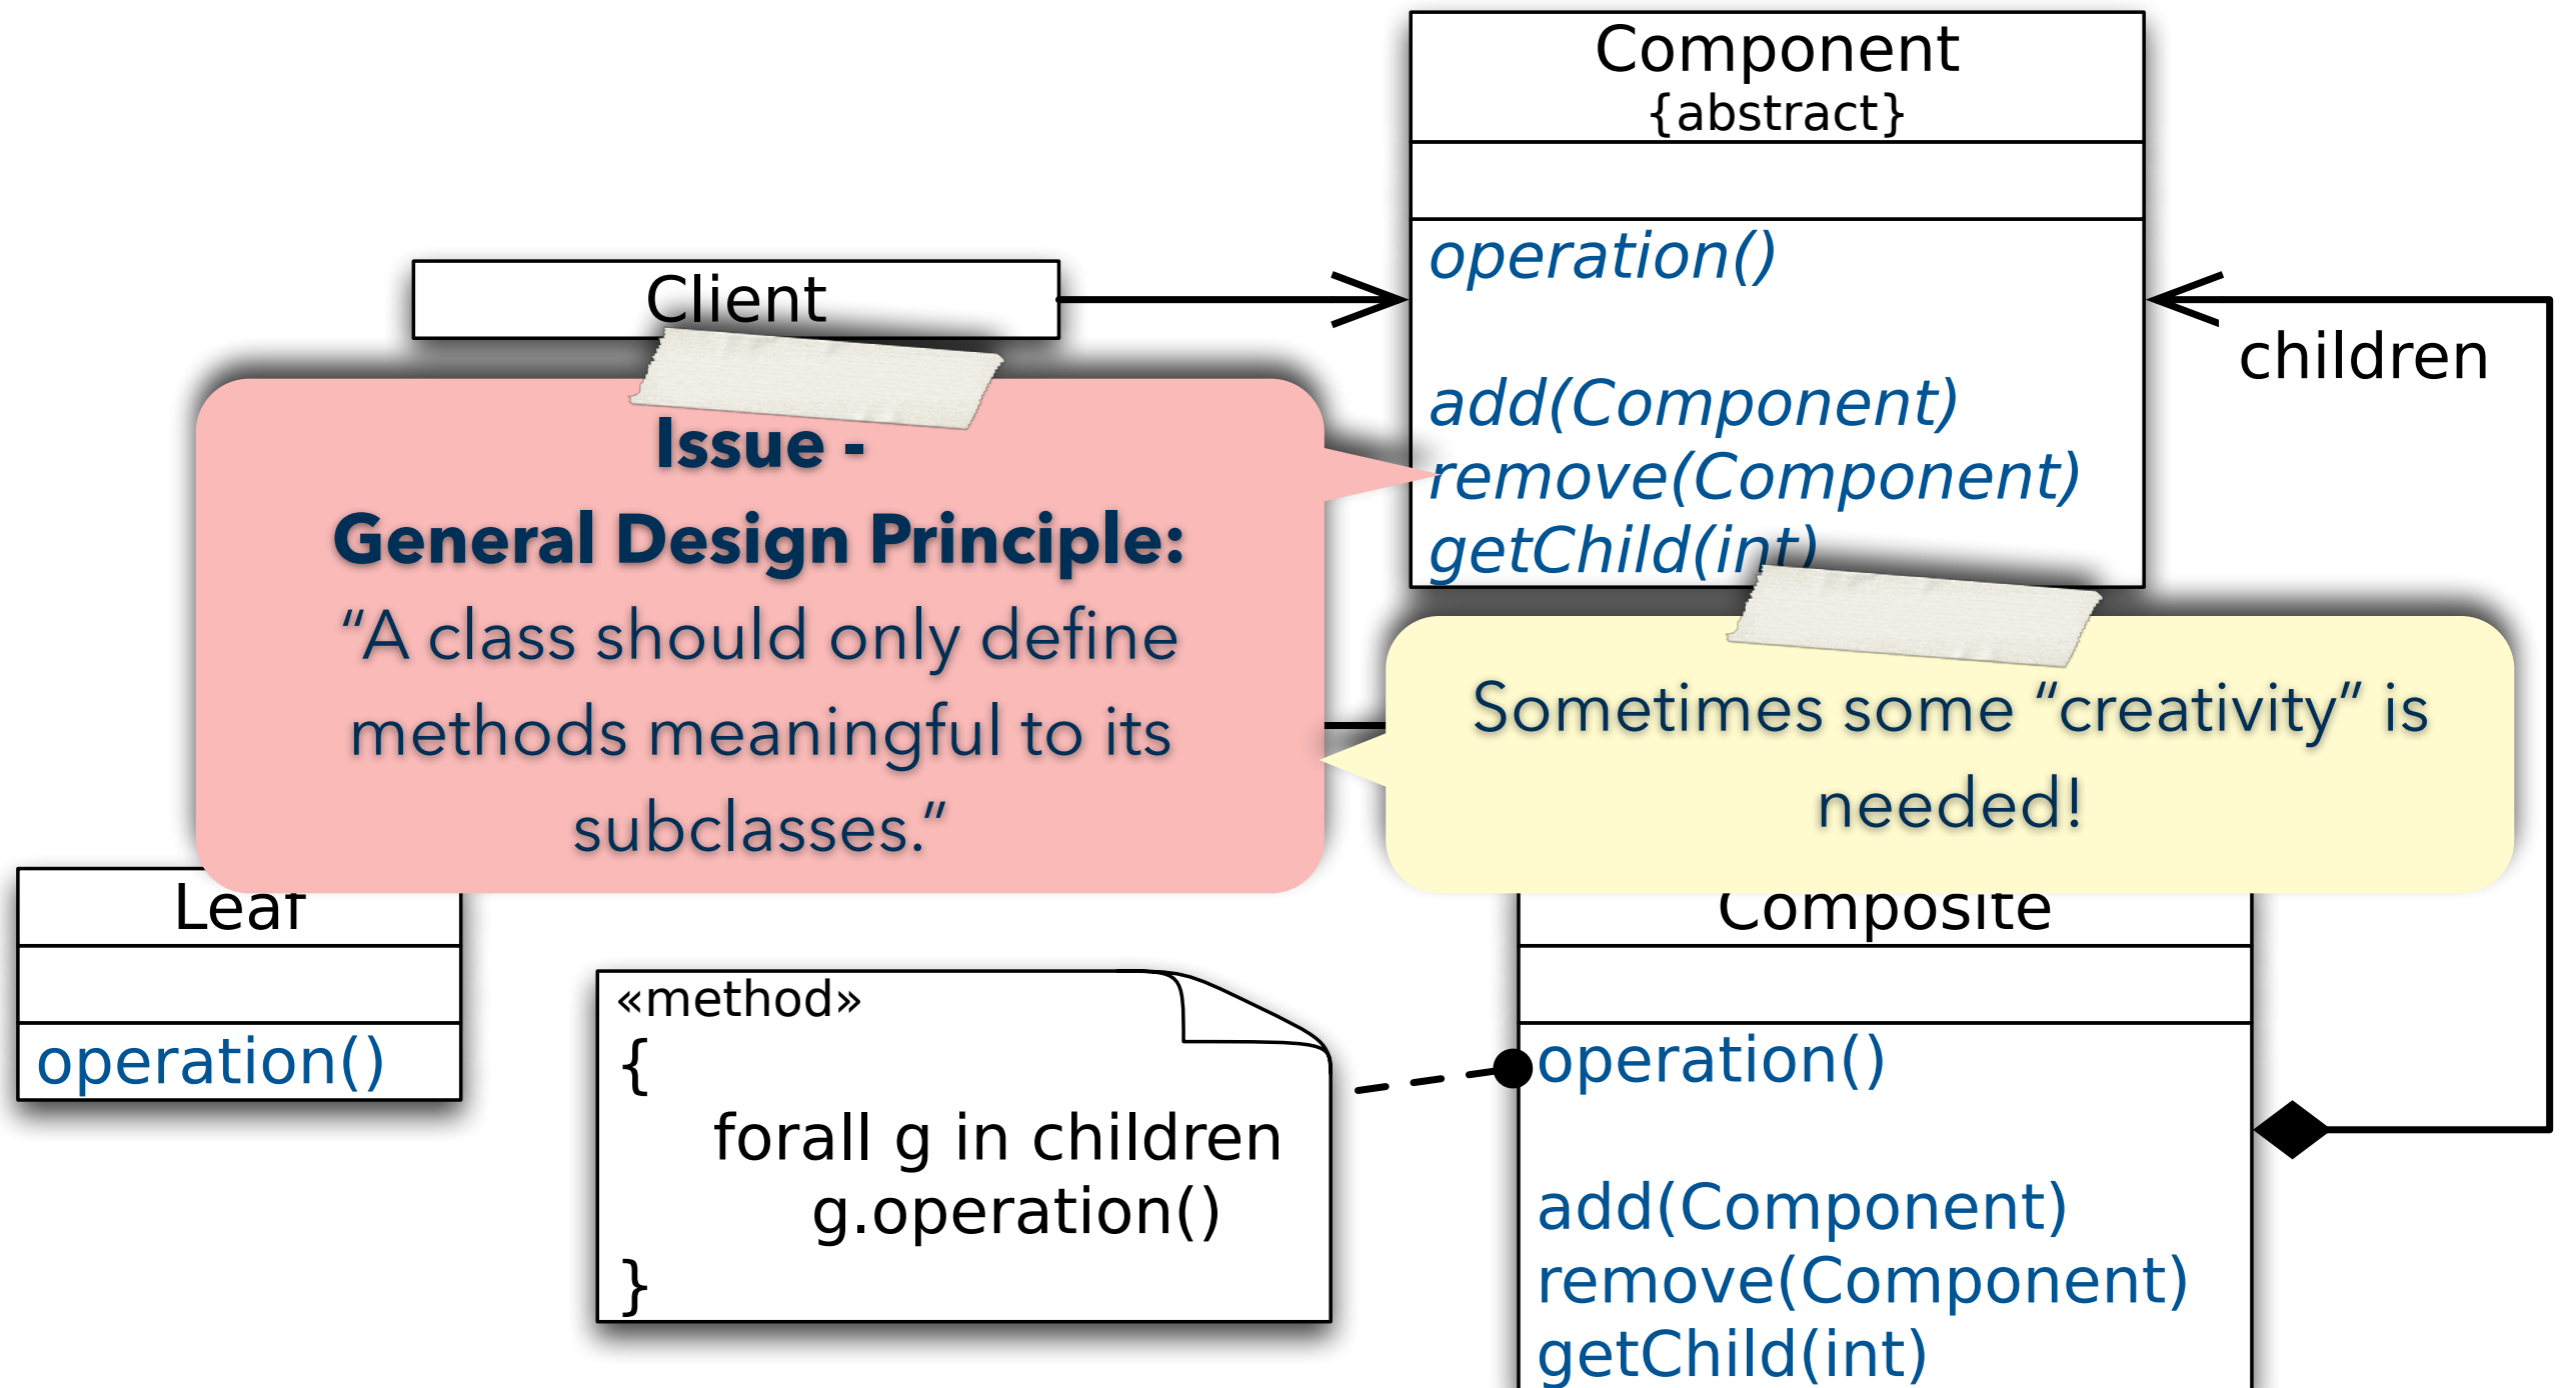 Component
{abstract}
operation()
add(Component)
remove(Component)
getChild(int)
Client
children
Issue -
General Design Principle:
“A class should only define
methods meaningful to its
subclasses.“
Sometimes some “creativity” is
needed!
Leaf
operation()
«method»
{
forall g in children
g.operation()
}
Composite
operation()
add(Component)
remove(Component)
getChild(int)